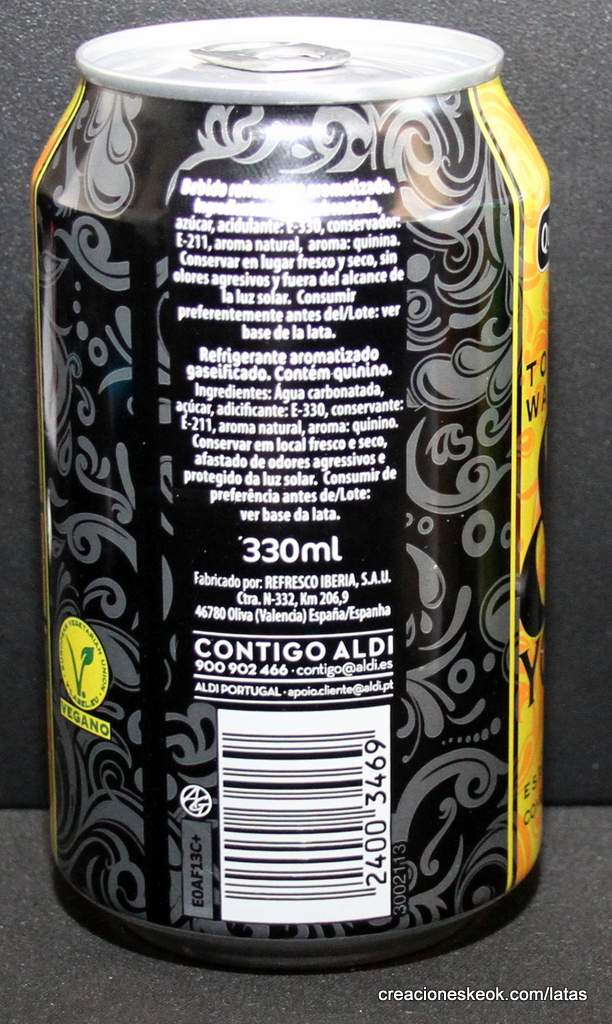 Bebida refrescante aromatizada.
azúcar, acidulante: E-330, conservador:
E-211, aroma natural, aroma: quinina.
Conservar en lugar fresco y seco, sin
olores agresivos y fuera del alcance de
la luz solar. Consumir
preferentemente antes del/Lote: ver
base de la lata.
Refrigerante aromatizado
gaseificado. Contém quinino.
Ingredientes: Água carbonatada,
açúcar, adicificante: E-330, conservante:
E-211, aroma natural, aroma: quinino.
Conservar em local fresco e seco,
afastado de odores agressivos e
protegido da luz solar. Consumir de
preferência antes de/Lote:
ver base da lata.
330ml
Fabricado por: REFRESCO IBERIA, S.A.U.
Ctra. N-332, Km 206,9
46780 Oliva (Valencia) España/Espanha
CONTIGO ALDI
900 902 466 · contigo@aldi.es
ALDI PORTUGAL · apoio.cliente@aldi.pt
2400 3469
3002113
E0AF13C+
VEGANO
TO
WA
Y
ES
CO
creacioneskeok.com/latas